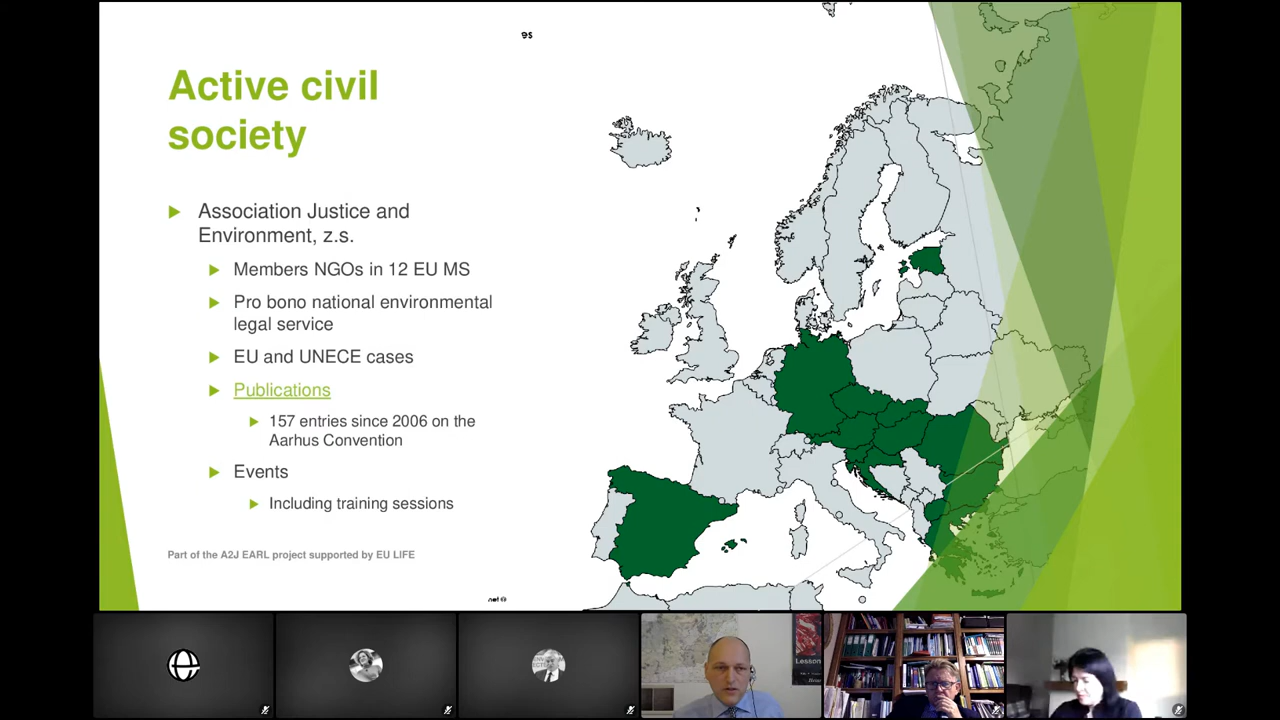 Active civil
society
Association Justice and
Environment, z.s.
Members NGOs in 12 EU MS
Pro bono national environmental
legal service
EU and UNECE cases
Publications
157 entries since 2006 on the
Aarhus Convention
Events
Including training sessions
Part of the A2J EARL project supported by EU LIFE
Lesson